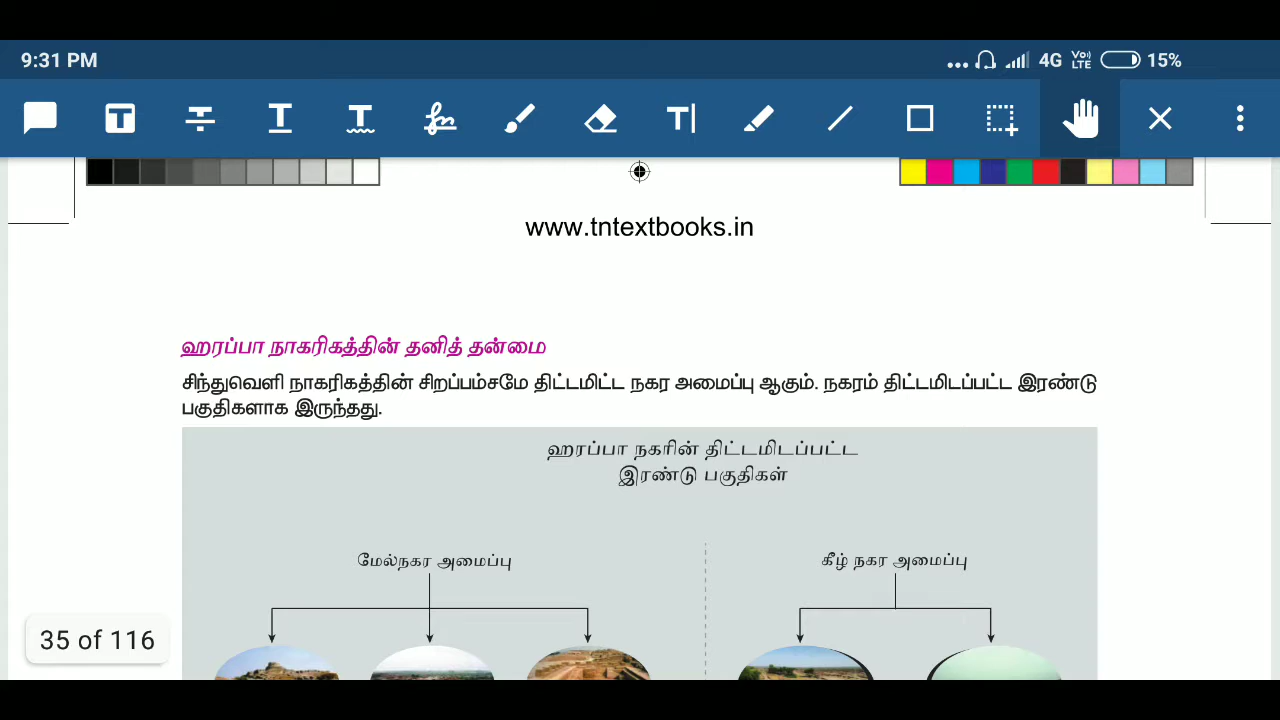 9:31 PM
4G Vo) LTE 15%
www.tntextbooks.in
ஹரப்பா நாகரிகத்தின் தனித் தன்மை
சிந்துவெளி நாகரிகத்தின் சிறப்பம்சமே திட்டமிட்ட நகர அமைப்பு ஆகும். நகரம் திட்டமிடப்பட்ட இரண்டு
பகுதிகளாக இருந்தது.
ஹரப்பா நகரின் திட்டமிடப்பட்ட
இரண்டு பகுதிகள்
மேல்நகர அமைப்பு
கீழ் நகர அமைப்பு
35 of 116